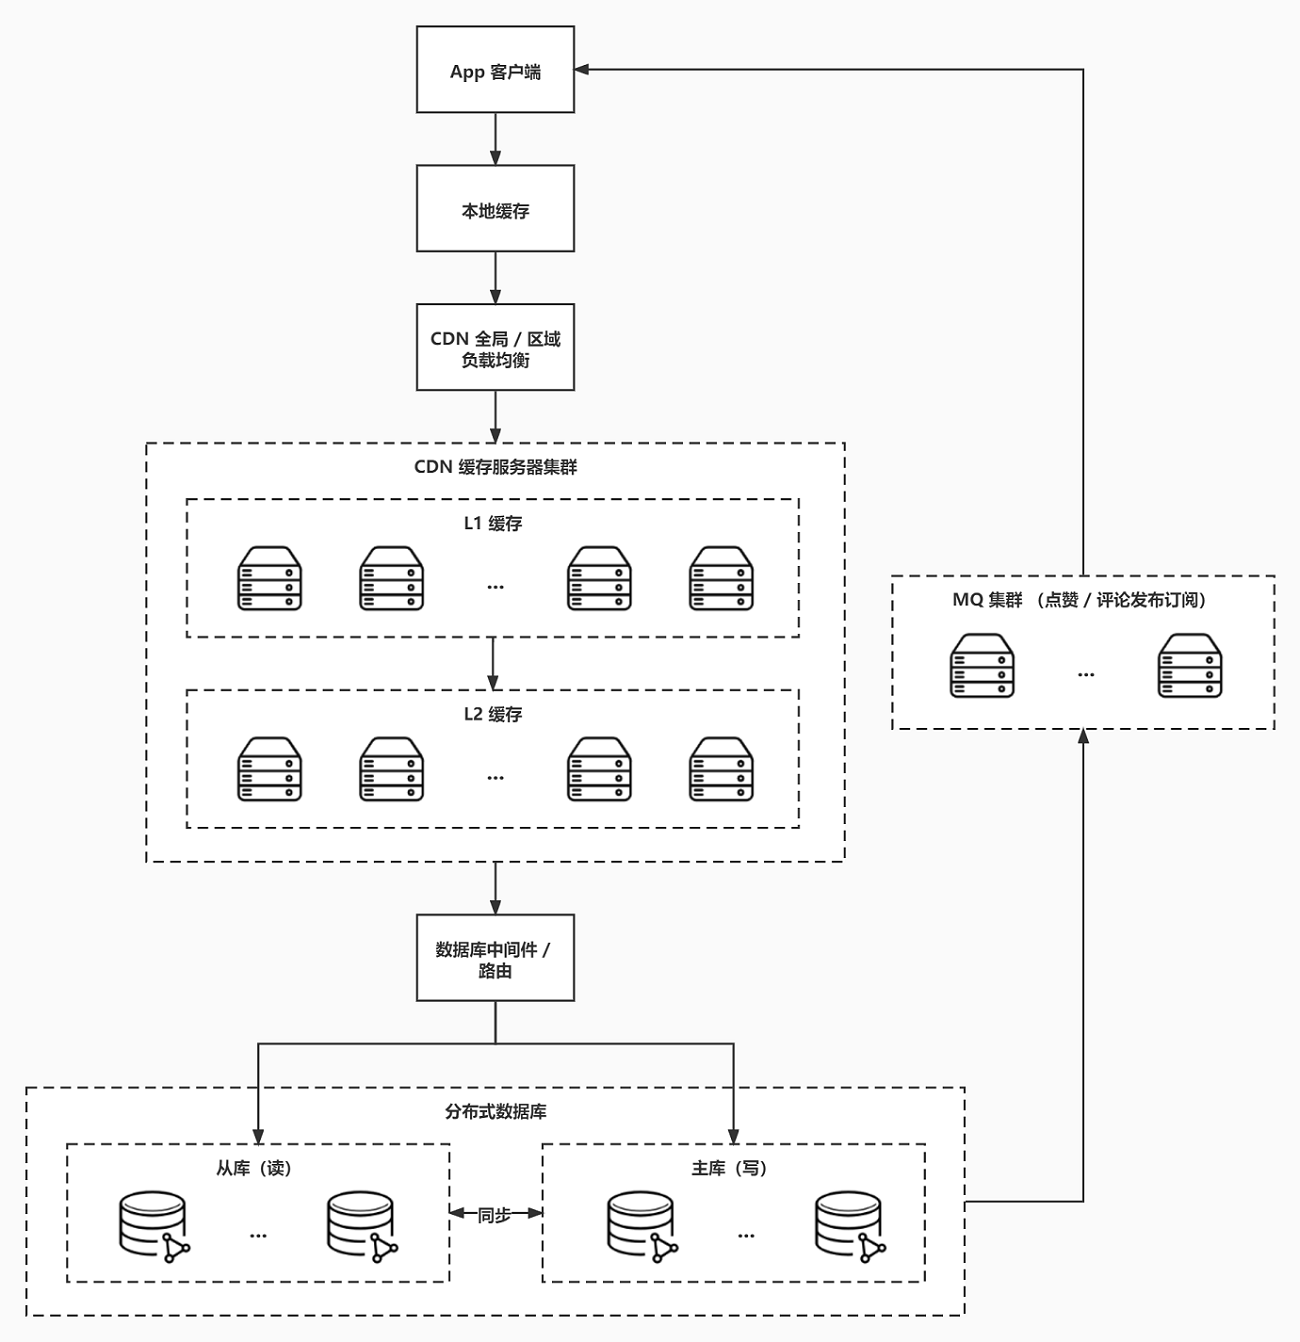 App 客户端
本地缓存
CDN 全局 / 区域
负载均衡
CDN 缓存服务器集群
L1 缓存
...
MQ 集群 （点赞 / 评论发布订阅）
...
L2 缓存
...
数据库中间件 /
路由
分布式数据库
从库（读）
主库（写）
同步
...
...